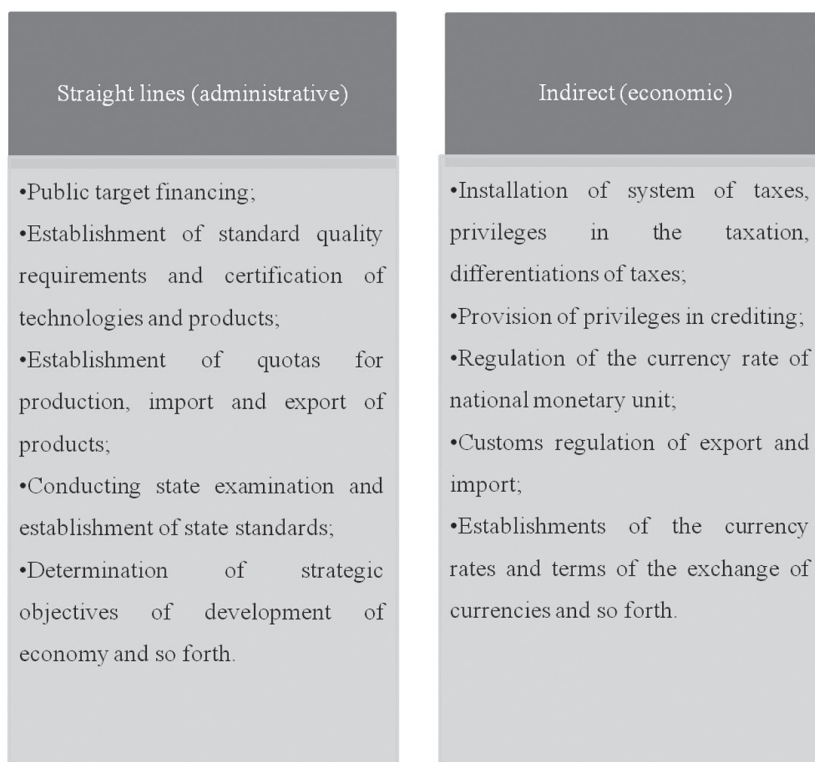 Straight lines (administrative)
•Public target financing;
•Establishment of standard quality
requirements and certification of
technologies and products;
•Establishment of quotas for
production, import and export of
products;
•Conducting state examination and
establishment of state standards;
•Determination of strategic
objectives of development of
economy and so forth.
Indirect (economic)
•Installation of system of taxes,
privileges in the taxation,
differentiations of taxes;
•Provision of privileges in crediting;
•Regulation of the currency rate of
national monetary unit;
•Customs regulation of export and
import;
•Establishments of the currency
rates and terms of the exchange of
currencies and so forth.